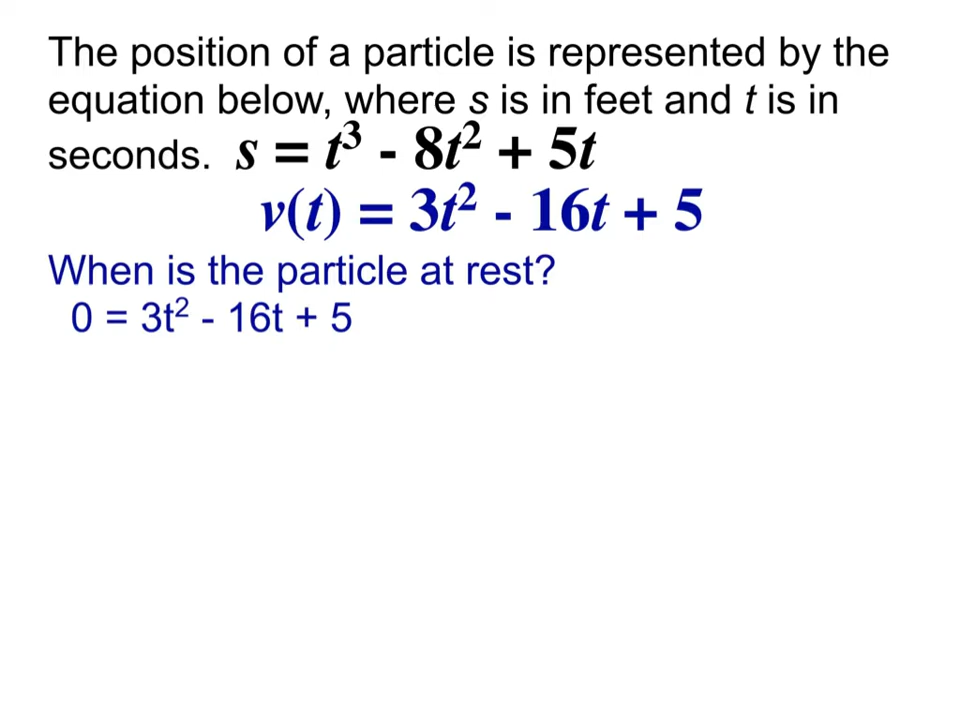 The position of a particle is represented by the
equation below, where s is in feet and t is in
seconds. s = t³ - 8t² + 5t
v(t) = 3t² - 16t + 5
When is the particle at rest?
0 = 3t² - 16t + 5